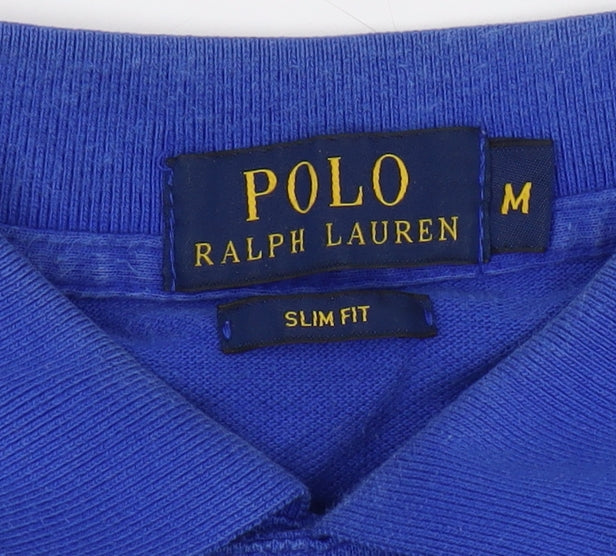 POLO
RALPH LAUREN
M
SLIM FIT